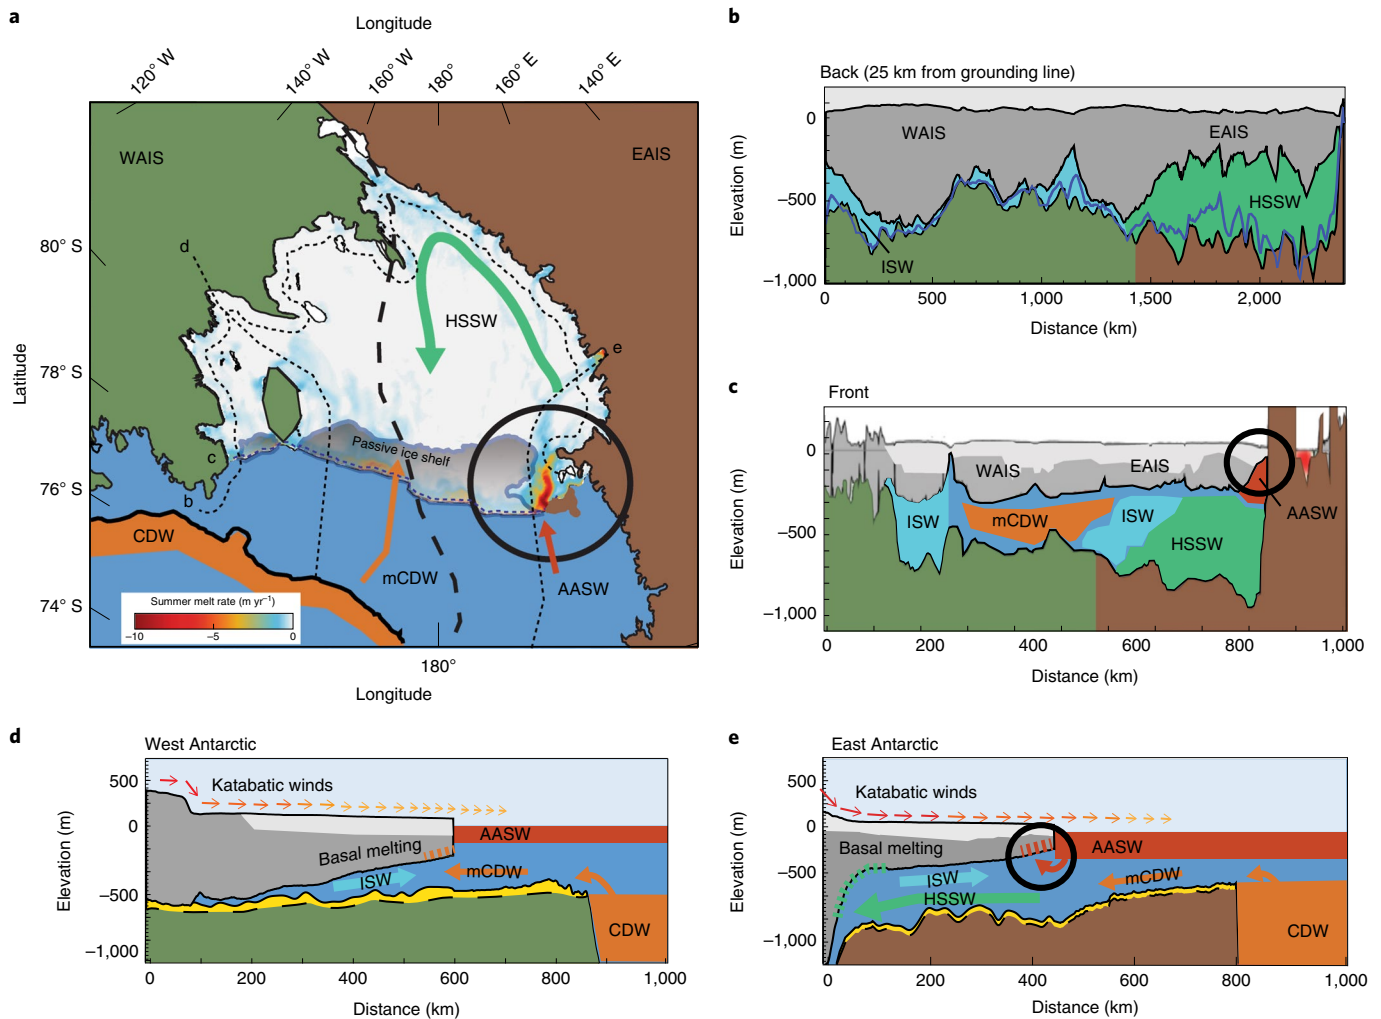 a
Longitude
120° W
140° W
160° W
180°
160° E
140° E
WAIS
EAIS
80° S
78° S
76° S
74° S
Latitude
d
HSSW
e
Passive ice shelf
c
b
CDW
mCDW
AASW
Summer melt rate (m yr⁻¹)
−10
−5
0
180°
Longitude
b
Back (25 km from grounding line)
Elevation (m)
0
−500
−1,000
WAIS
EAIS
HSSW
ISW
0
500
1,000
1,500
2,000
Distance (km)
c
Front
Elevation (m)
0
−500
−1,000
WAIS
EAIS
ISW
mCDW
ISW
HSSW
AASW
0
200
400
600
800
1,000
Distance (km)
d
West Antarctic
Elevation (m)
500
0
−500
−1,000
Katabatic winds
AASW
Basal melting
mCDW
ISW
CDW
0
200
400
600
800
1,000
Distance (km)
e
East Antarctic
Elevation (m)
500
0
−500
−1,000
Katabatic winds
Basal melting
AASW
ISW
mCDW
HSSW
CDW
0
200
400
600
800
1,000
Distance (km)